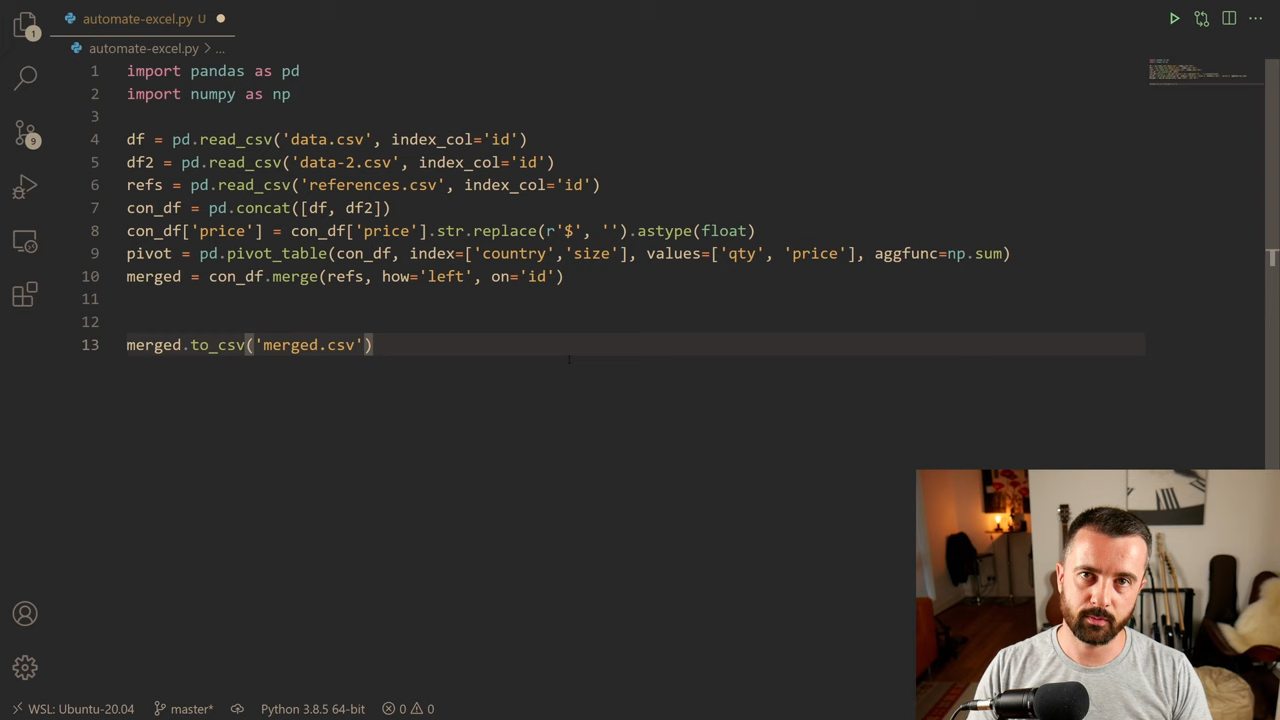 automate-excel.py U
automate-excel.py > ...
1
1 import pandas as pd
2 import numpy as np
3
4 df = pd.read_csv('data.csv', index_col='id')
5 df2 = pd.read_csv('data-2.csv', index_col='id')
6 refs = pd.read_csv('references.csv', index_col='id')
9
7 con_df = pd.concat([df, df2])
8 con_df['price'] = con_df['price'].str.replace(r'$', '').astype(float)
9 pivot = pd.pivot_table(con_df, index=['country','size'], values=['qty', 'price'], aggfunc=np.sum)
10 merged = con_df.merge(refs, how='left', on='id')
11
12
13 merged.to_csv('merged.csv')
WSL: Ubuntu-20.04 master* Python 3.8.5 64-bit 0 0